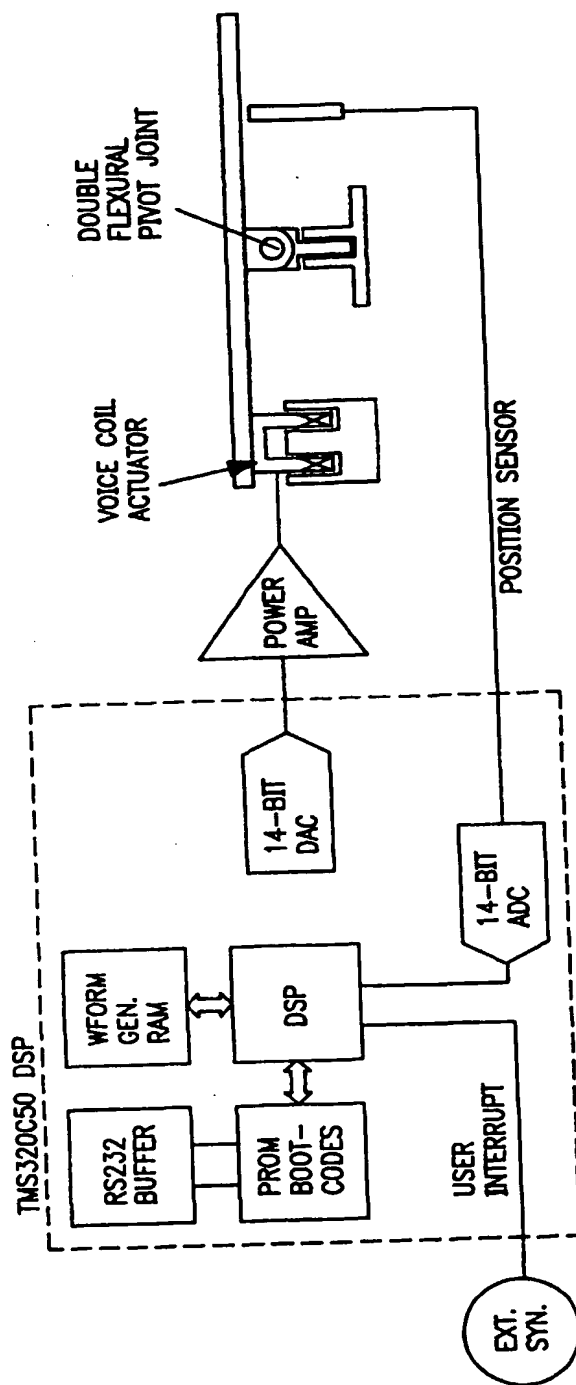 TMS320C50 DSP
RS232
BUFFER
WFORM
GEN.
RAM
PROM
BOOT-
CODES
DSP
14-BIT
DAC
POWER
AMP
VOICE COIL
ACTUATOR
DOUBLE
FLEXURAL
PIVOT JOINT
USER
INTERRUPT
14-BIT
ADC
POSITION SENSOR
EXT.
SYN.